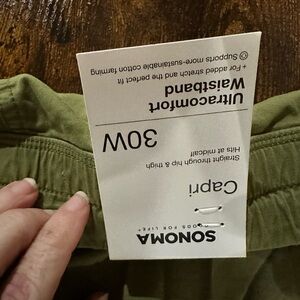 SONOMA
GOODS FOR LIFE
Capri
Straight through hip & thigh
Hits at midcalf
30W
Ultracomfort
Waistband
+ For added stretch and the perfect fit
Supports more-sustainable cotton farming